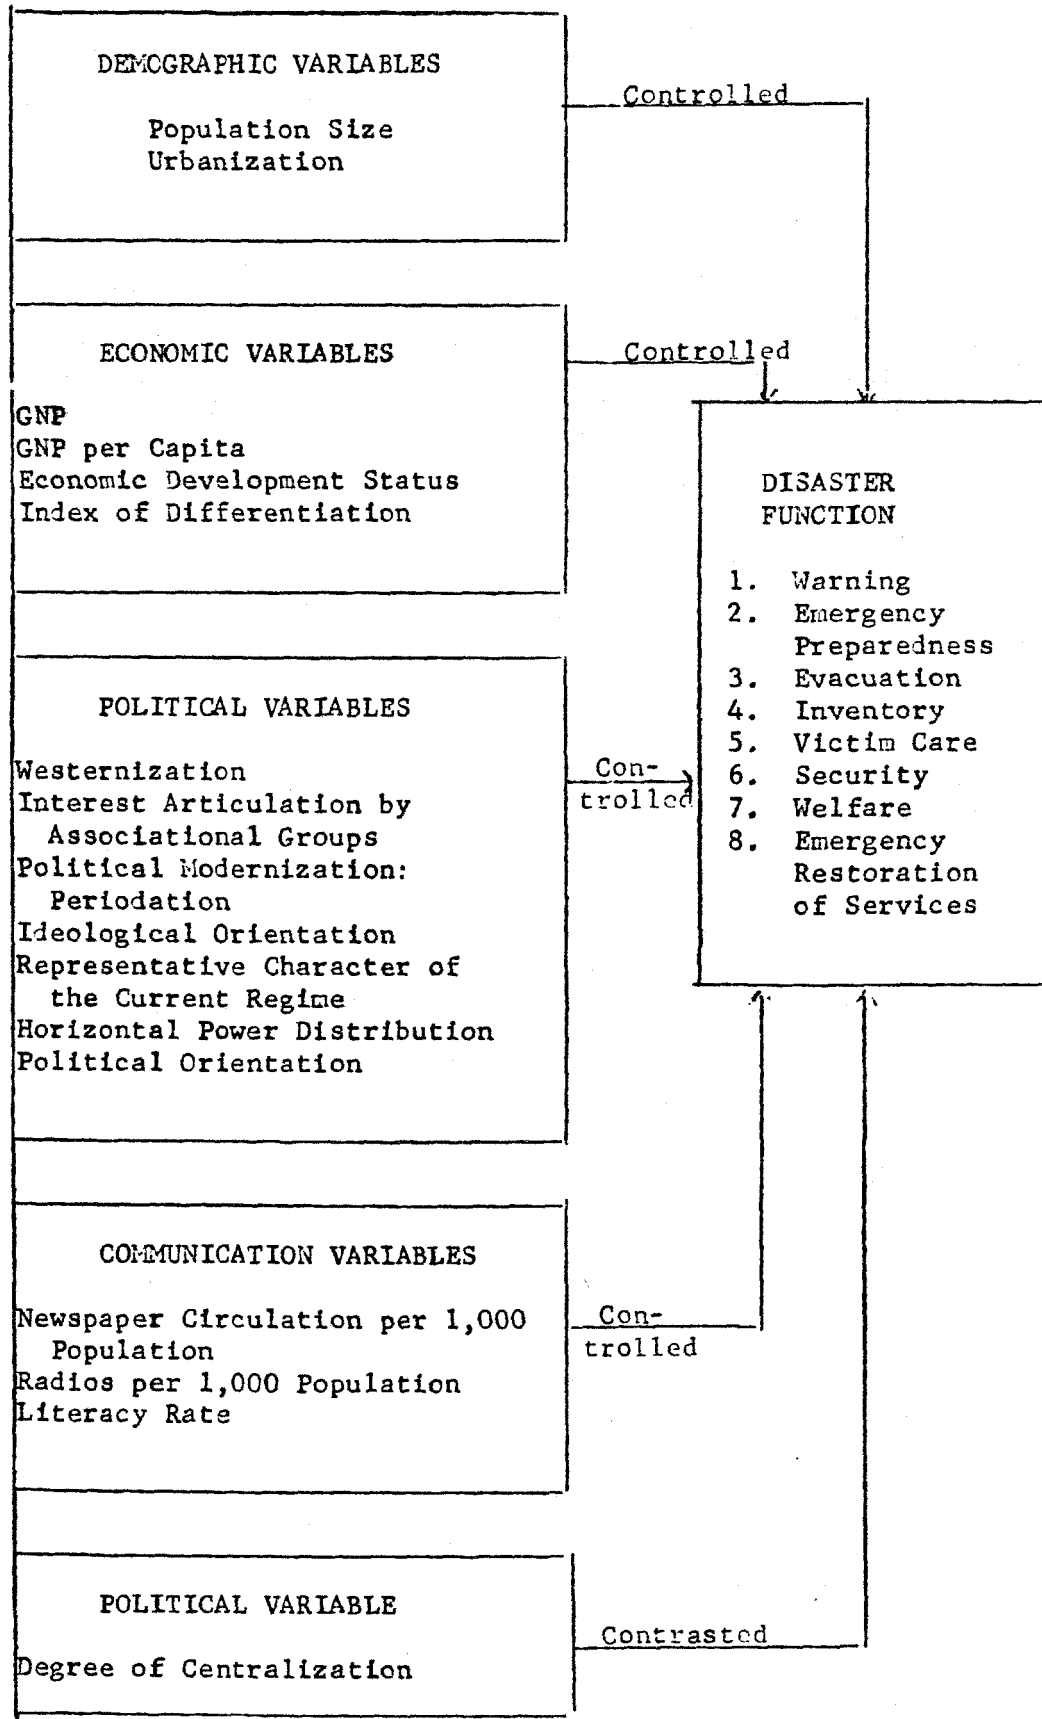 DEMOGRAPHIC VARIABLES
Population Size
Urbanization
Controlled
ECONOMIC VARIABLES
GNP
GNP per Capita
Economic Development Status
Index of Differentiation
Controlled
POLITICAL VARIABLES
Westernization
Interest Articulation by
Associational Groups
Political Modernization:
Periodation
Ideological Orientation
Representative Character of
the Current Regime
Horizontal Power Distribution
Political Orientation
Con-
trolled
COMMUNICATION VARIABLES
Newspaper Circulation per 1,000
Population
Radios per 1,000 Population
Literacy Rate
Con-
trolled
POLITICAL VARIABLE
Degree of Centralization
Contrasted
DISASTER
FUNCTION
1. Warning
2. Emergency
Preparedness
3. Evacuation
4. Inventory
5. Victim Care
6. Security
7. Welfare
8. Emergency
Restoration
of Services